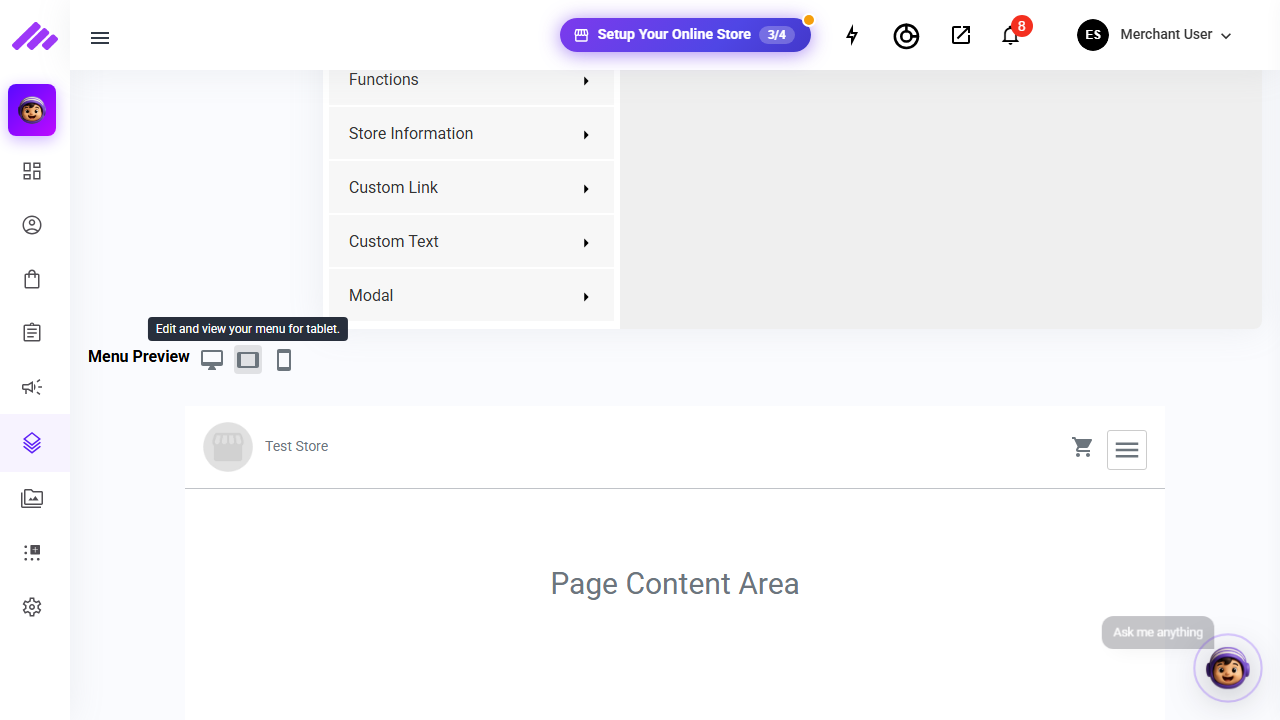 Setup Your Online Store 3/4
8
ES
Merchant User
Functions
Store Information
Custom Link
Custom Text
Modal
Edit and view your menu for tablet.
Menu Preview
Test Store
Page Content Area
Ask me anything